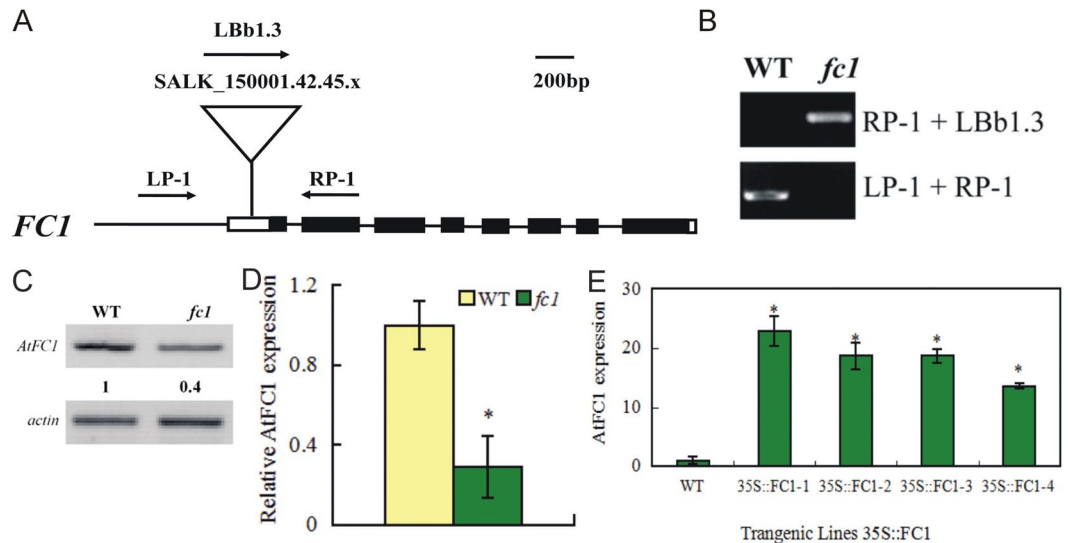 A
LBb1.3
SALK_150001.42.45.x
200bp
LP-1
RP-1
FC1
B
WT fc1
RP-1 + LBb1.3
LP-1 + RP-1
C
WT fc1
AtFC1
1 0.4
actin
D
Relative AtFC1 expression
1.2
0.8
0.4
0
WT fc1
*
E
AtFC1 expression
30
20
10
0
* * * *
WT 35S::FC1-1 35S::FC1-2 35S::FC1-3 35S::FC1-4
Trangenic Lines 35S::FC1